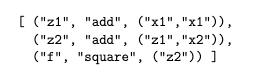 [ ("z1", "add", ("x1","x1")),
("z2", "add", ("z1","x2")),
("f", "square", ("z2")) ]